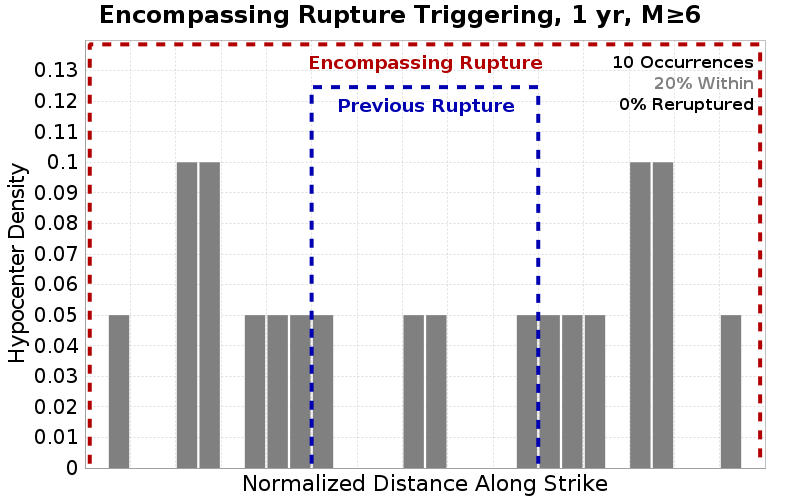 Encompassing Rupture Triggering, 1 yr, M≥6
Encompassing Rupture
10 Occurrences
20% Within
0% Reruptured
Previous Rupture
Hypocenter Density
0.13
0.12
0.11
0.1
0.09
0.08
0.07
0.06
0.05
0.04
0.03
0.02
0.01
0
Normalized Distance Along Strike